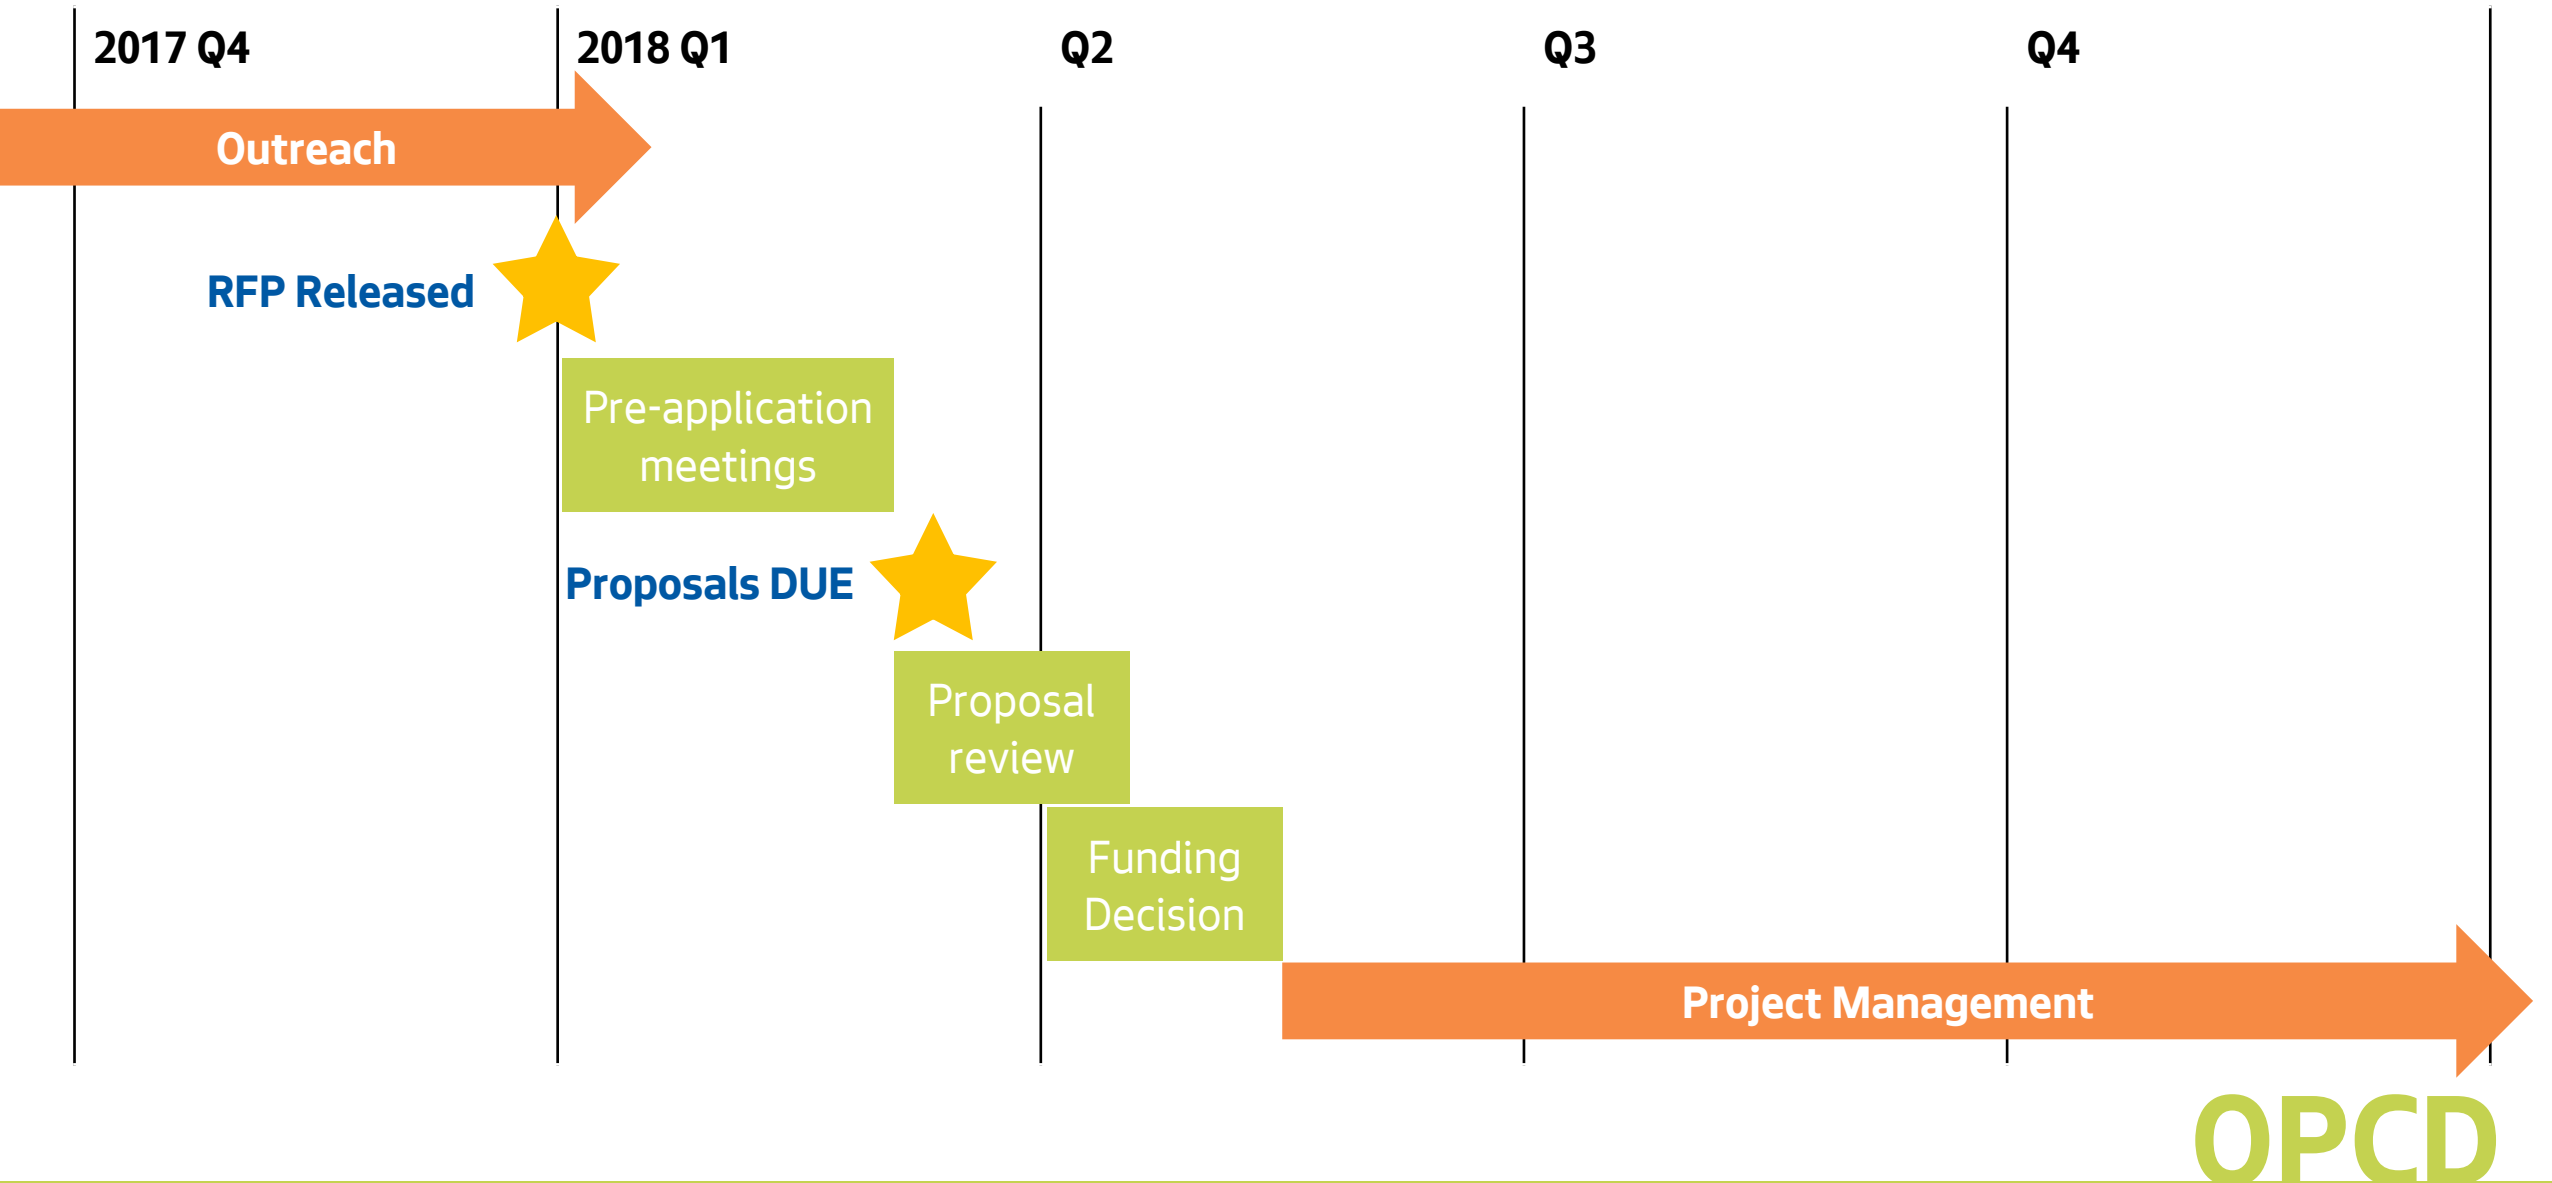 2017 Q4
2018 Q1
Q2
Q3
Q4
Outreach
RFP Released
Pre-application
meetings
Proposals DUE
Proposal
review
Funding
Decision
Project Management
OPCD